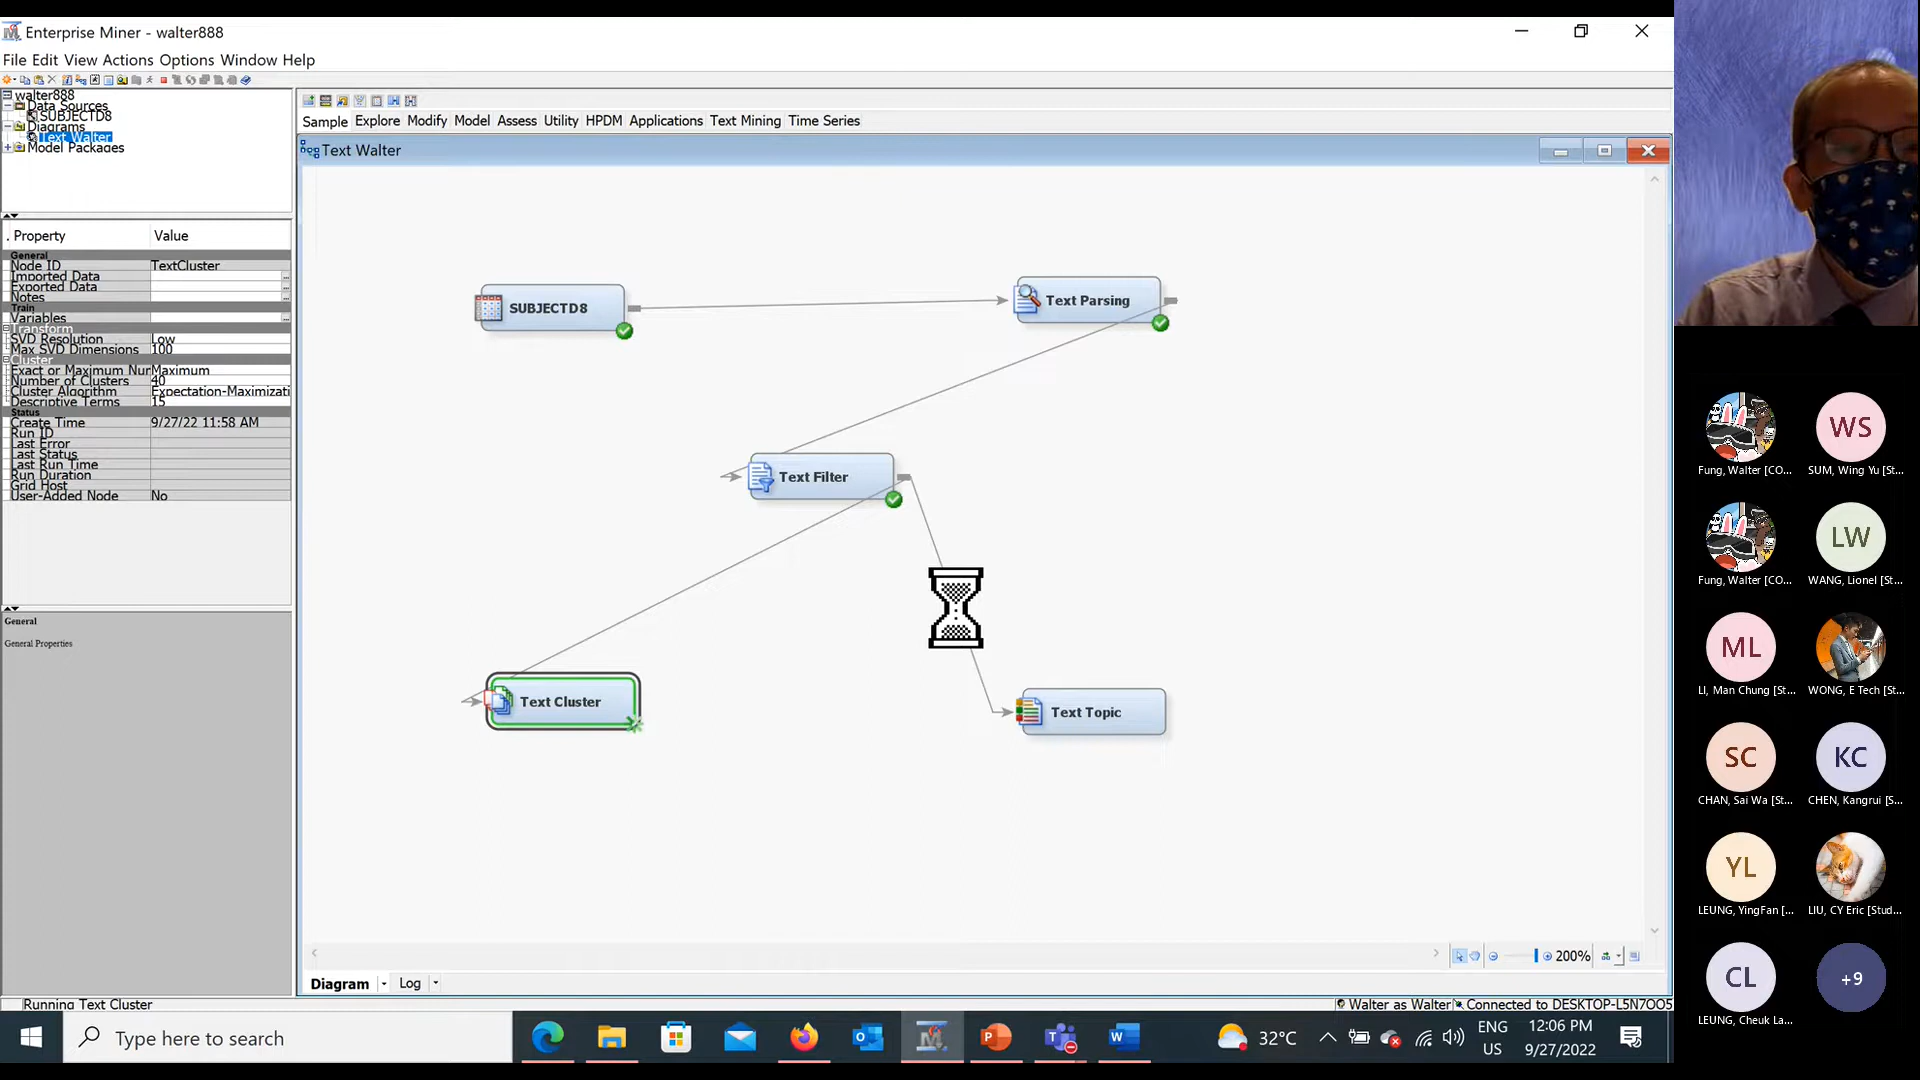 Enterprise Miner - walter888
File Edit View Actions Options Window Help
walter888
Data Sources
SUBJECTD8
Diagrams
Text Walter
Model Packages
. Property Value
General
Node ID TextCluster
Imported Data ...
Exported Data ...
Notes ...
Train
Variables ...
Transform
SVD Resolution Low
Max SVD Dimensions 100
Cluster
Exact or Maximum Nur Maximum
Number of Clusters 40
Cluster Algorithm Expectation-Maximizati
Descriptive Terms 15
Status
Create Time 9/27/22 11:58 AM
Run ID
Last Error
Last Status
Last Run Time
Run Duration
Grid Host
User-Added Node No
General
General Properties
Running Text Cluster
Sample Explore Modify Model Assess Utility HPDM Applications Text Mining Time Series
Text Walter
SUBJECTD8
Text Parsing
Text Filter
Text Cluster
Text Topic
200%
Diagram Log
Walter as Walter Connected to DESKTOP-L5N7OO5
Type here to search
32°C
ENG
US
12:06 PM
9/27/2022
Fung, Walter [CO...
WS
SUM, Wing Yu [St...
Fung, Walter [CO...
LW
WANG, Lionel [St...
ML
LI, Man Chung [St...
WONG, E Tech [St...
SC
CHAN, Sai Wa [St...
KC
CHEN, Kangrui [S...
YL
LEUNG, YingFan [...
LIU, CY Eric [Stud...
CL
LEUNG, Cheuk La...
+9